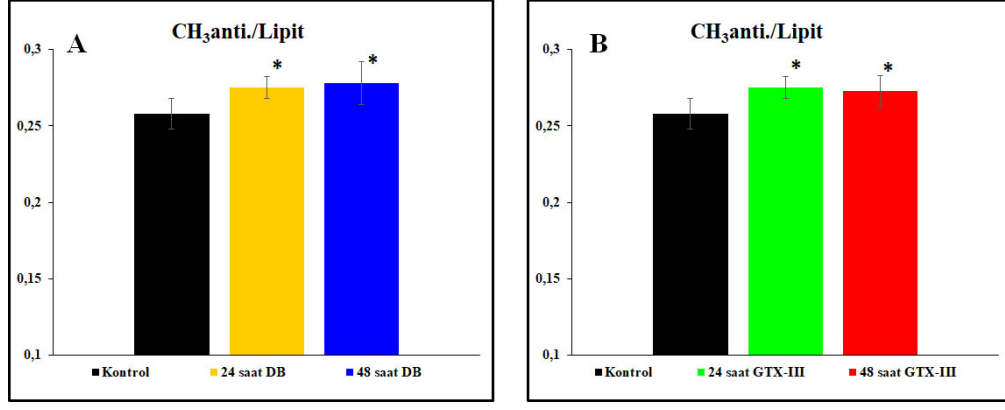 A
CH₃anti./Lipit
0,3
0,25
0,2
0,15
0,1
*
*
Kontrol
24 saat DB
48 saat DB
B
CH₃anti./Lipit
0,3
0,25
0,2
0,15
0,1
*
*
Kontrol
24 saat GTX-III
48 saat GTX-III